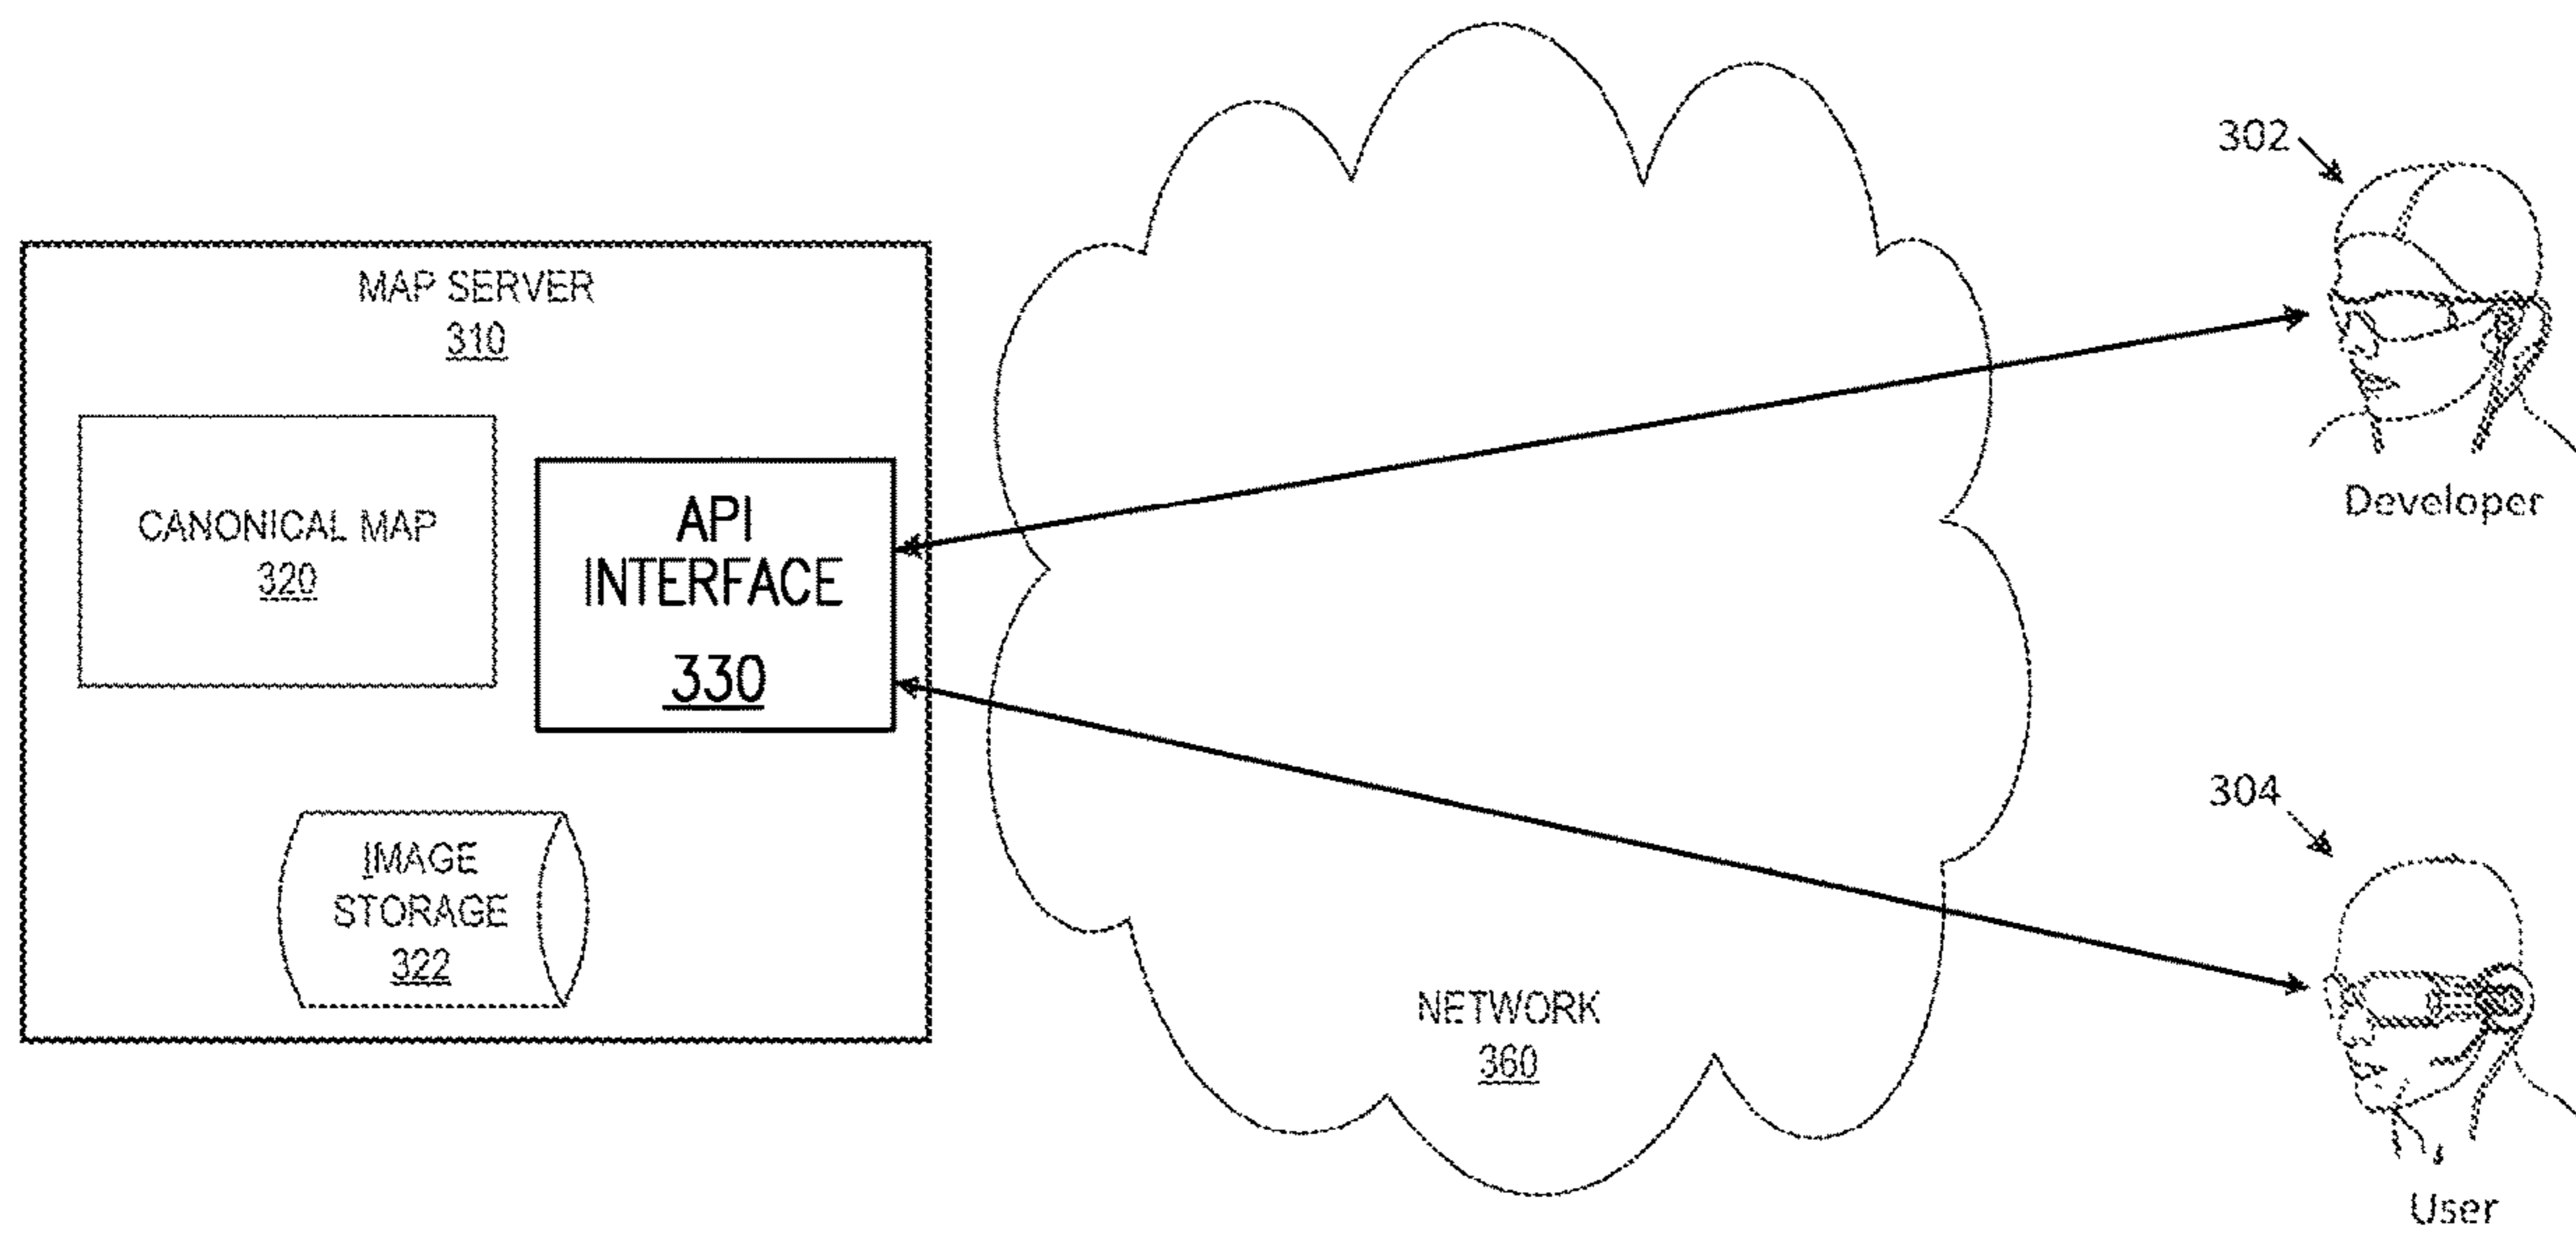 MAP SERVER
310
CANONICAL MAP
320
API
INTERFACE
330
IMAGE
STORAGE
322
NETWORK
360
302
Developer
304
User